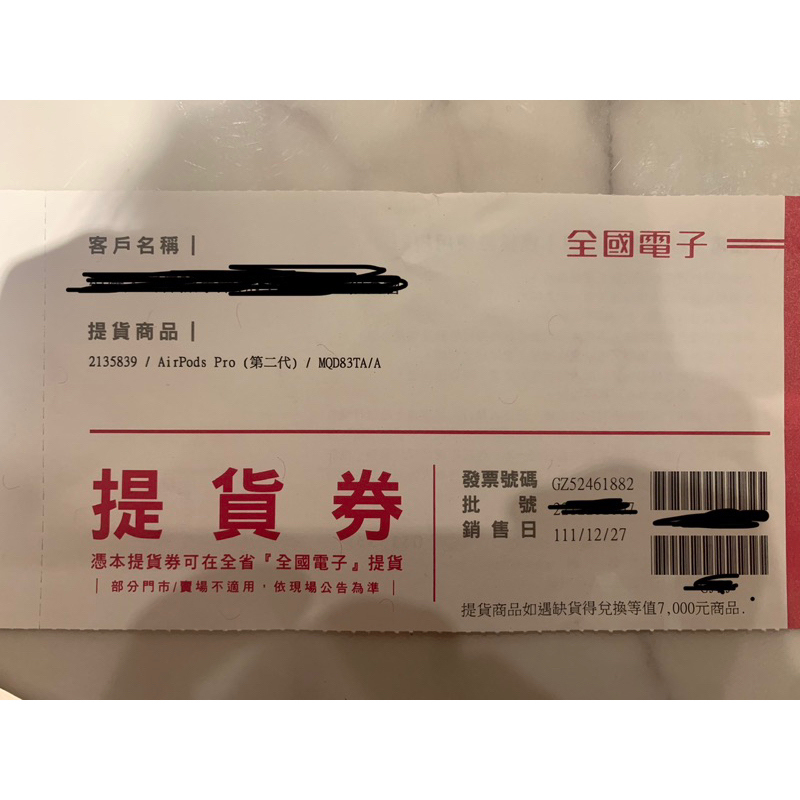 客戶名稱 |
全國電子
提貨商品 |
2135839 / AirPods Pro (第二代) / MQD83TA/A
提貨券
憑本提貨券可在全省『全國電子』提貨
| 部分門市/賣場不適用，依現場公告為準 |
發票號碼 GZ52461882
批號
銷售日 111/12/27
提貨商品如遇缺貨得兌換等值7,000元商品.